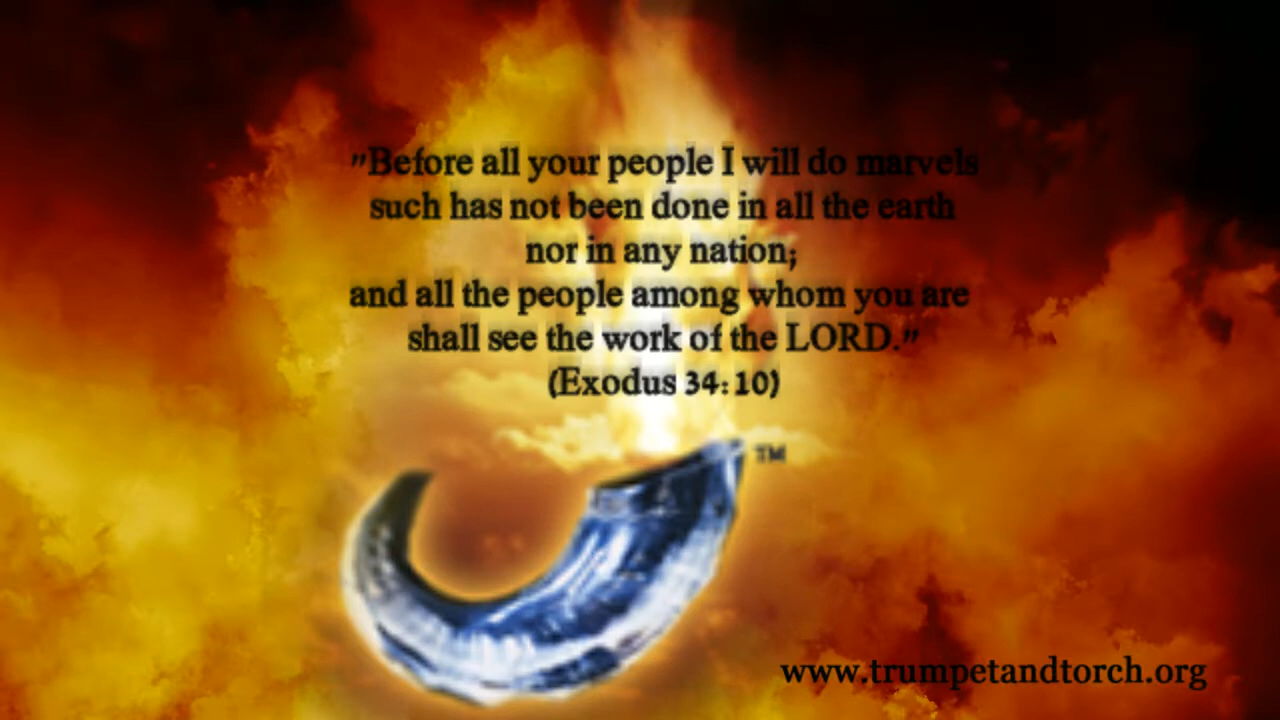 "Before all your people I will do marvels
such has not been done in all the earth
nor in any nation;
and all the people among whom you are
shall see the work of the LORD."
(Exodus 34:10)
TM
www.trumpetandtorch.org